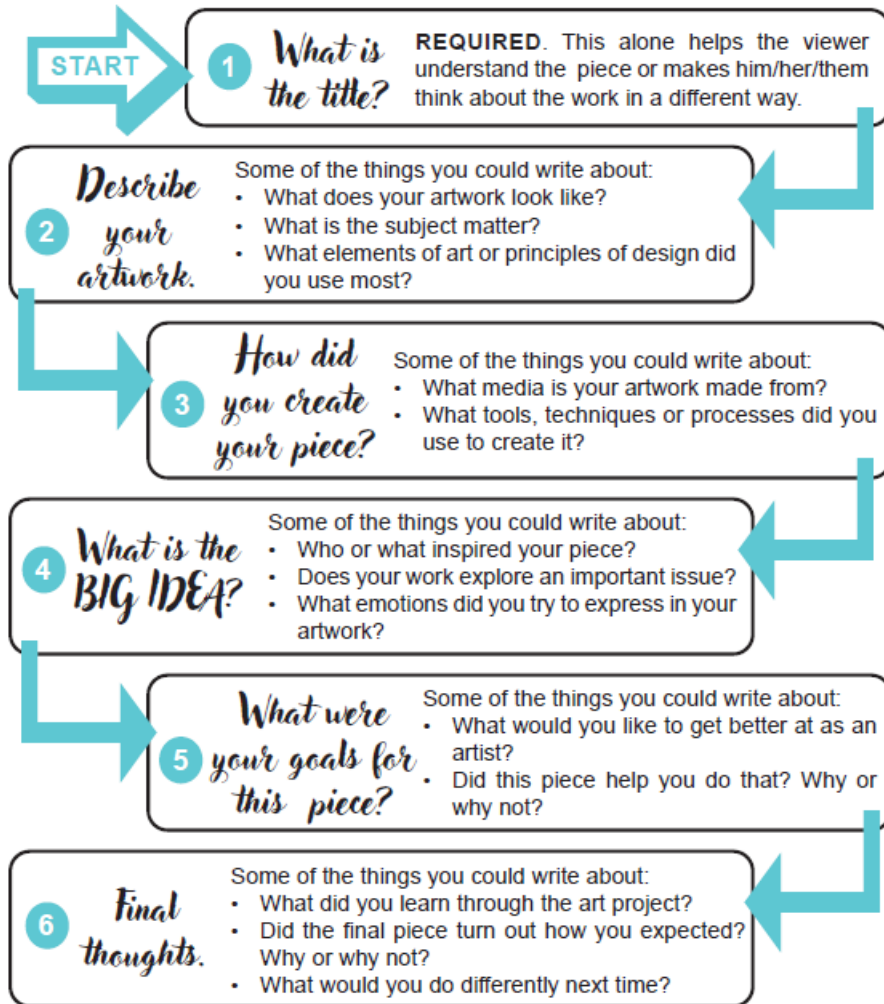 START
1
What is
the title?
REQUIRED. This alone helps the viewer
understand the piece or makes him/her/them
think about the work in a different way.
2
Describe
your
artwork.
Some of the things you could write about:
• What does your artwork look like?
• What is the subject matter?
• What elements of art or principles of design did
you use most?
3
How did
you create
your piece?
Some of the things you could write about:
• What media is your artwork made from?
• What tools, techniques or processes did you
use to create it?
4
What is the
BIG IDEA?
Some of the things you could write about:
• Who or what inspired your piece?
• Does your work explore an important issue?
• What emotions did you try to express in your
artwork?
5
What were
your goals for
this piece?
Some of the things you could write about:
• What would you like to get better at as an
artist?
• Did this piece help you do that? Why or
why not?
6
Final
thoughts.
Some of the things you could write about:
• What did you learn through the art project?
• Did the final piece turn out how you expected?
Why or why not?
• What would you do differently next time?